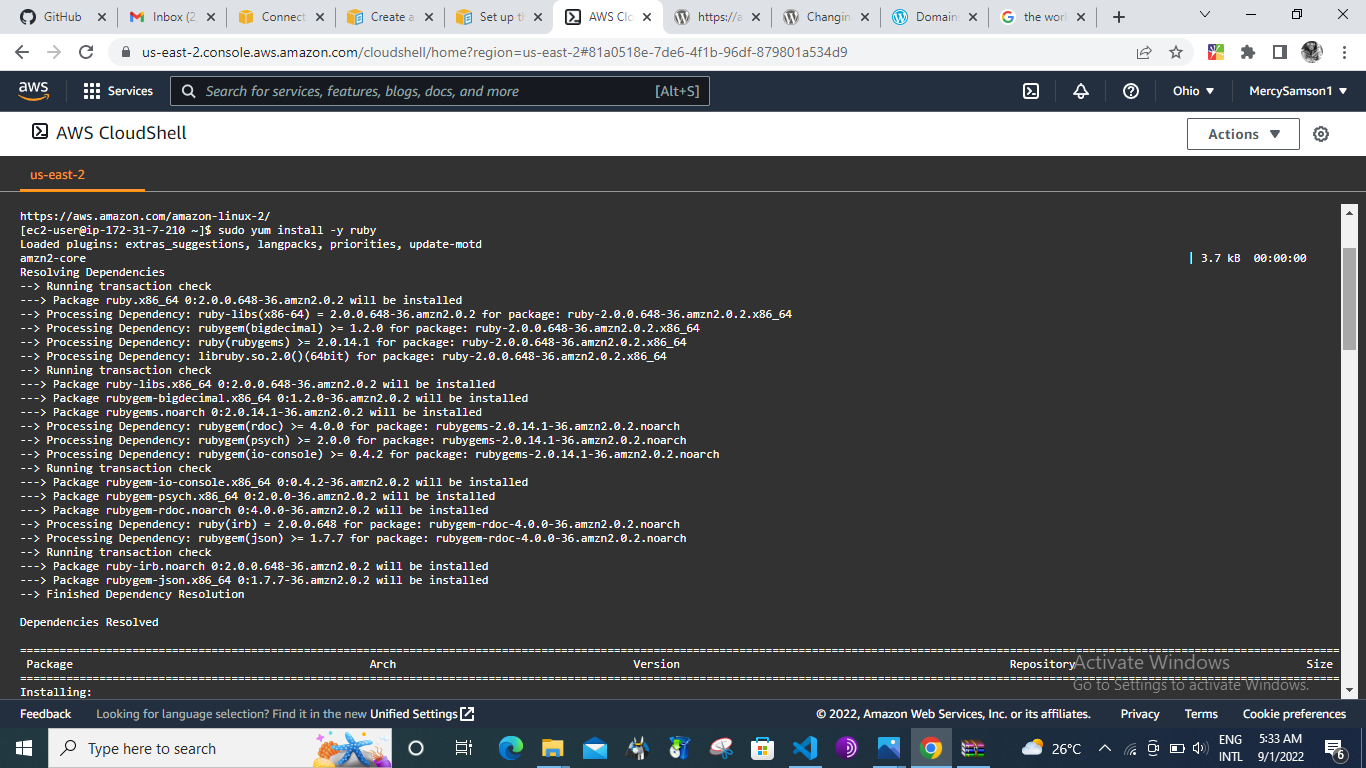 GitHub
Inbox (2
Connect
Create a
Set up th
AWS Clo
https://a
Changin
Domain
the worl
us-east-2.console.aws.amazon.com/cloudshell/home?region=us-east-2#81a0518e-7de6-4f1b-96df-879801a534d9
aws
Services
Search for services, features, blogs, docs, and more
[Alt+S]
Ohio
MercySamson1
AWS CloudShell
Actions
us-east-2
https://aws.amazon.com/amazon-linux-2/
[ec2-user@ip-172-31-7-210 ~]$ sudo yum install -y ruby
Loaded plugins: extras_suggestions, langpacks, priorities, update-motd
amzn2-core | 3.7 kB 00:00:00
Resolving Dependencies
--> Running transaction check
---> Package ruby.x86_64 0:2.0.0.648-36.amzn2.0.2 will be installed
--> Processing Dependency: ruby-libs(x86-64) = 2.0.0.648-36.amzn2.0.2 for package: ruby-2.0.0.648-36.amzn2.0.2.x86_64
--> Processing Dependency: rubygem(bigdecimal) >= 1.2.0 for package: ruby-2.0.0.648-36.amzn2.0.2.x86_64
--> Processing Dependency: ruby(rubygems) >= 2.0.14.1 for package: ruby-2.0.0.648-36.amzn2.0.2.x86_64
--> Processing Dependency: libruby.so.2.0()(64bit) for package: ruby-2.0.0.648-36.amzn2.0.2.x86_64
--> Running transaction check
---> Package ruby-libs.x86_64 0:2.0.0.648-36.amzn2.0.2 will be installed
---> Package rubygem-bigdecimal.x86_64 0:1.2.0-36.amzn2.0.2 will be installed
---> Package rubygems.noarch 0:2.0.14.1-36.amzn2.0.2 will be installed
--> Processing Dependency: rubygem(rdoc) >= 4.0.0 for package: rubygems-2.0.14.1-36.amzn2.0.2.noarch
--> Processing Dependency: rubygem(psych) >= 2.0.0 for package: rubygems-2.0.14.1-36.amzn2.0.2.noarch
--> Processing Dependency: rubygem(io-console) >= 0.4.2 for package: rubygems-2.0.14.1-36.amzn2.0.2.noarch
--> Running transaction check
---> Package rubygem-io-console.x86_64 0:0.4.2-36.amzn2.0.2 will be installed
---> Package rubygem-psych.x86_64 0:2.0.0-36.amzn2.0.2 will be installed
---> Package rubygem-rdoc.noarch 0:4.0.0-36.amzn2.0.2 will be installed
--> Processing Dependency: ruby(irb) = 2.0.0.648 for package: rubygem-rdoc-4.0.0-36.amzn2.0.2.noarch
--> Processing Dependency: rubygem(json) >= 1.7.7 for package: rubygem-rdoc-4.0.0-36.amzn2.0.2.noarch
--> Running transaction check
---> Package ruby-irb.noarch 0:2.0.0.648-36.amzn2.0.2 will be installed
---> Package rubygem-json.x86_64 0:1.7.7-36.amzn2.0.2 will be installed
--> Finished Dependency Resolution
Dependencies Resolved
Package Arch Version Repository Size
Installing:
Activate Windows
Go to Settings to activate Windows.
Feedback
Looking for language selection? Find it in the new Unified Settings
© 2022, Amazon Web Services, Inc. or its affiliates.
Privacy
Terms
Cookie preferences
Type here to search
26°C
ENG
INTL
5:33 AM
9/1/2022
6